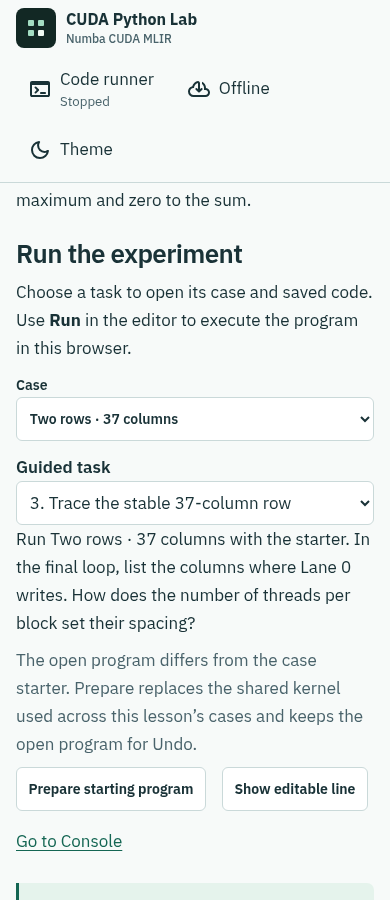 CUDA Python Lab
Numba CUDA MLIR
Code runner
Stopped
Offline
Theme
maximum and zero to the sum.
Run the experiment
Choose a task to open its case and saved code.
Use Run in the editor to execute the program
in this browser.
Case
Two rows · 37 columns
Guided task
3. Trace the stable 37-column row
Run Two rows · 37 columns with the starter. In
the final loop, list the columns where Lane 0
writes. How does the number of threads per
block set their spacing?
The open program differs from the case
starter. Prepare replaces the shared kernel
used across this lesson’s cases and keeps the
open program for Undo.
Prepare starting program
Show editable line
Go to Console